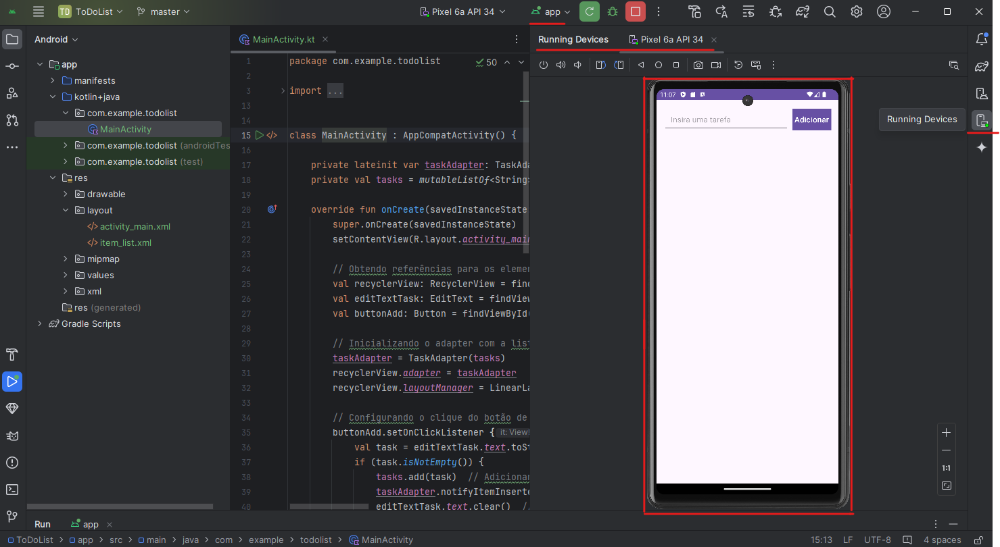 TD ToDoList master Pixel 6a API 34 app
Android
MainActivity.kt
Running Devices Pixel 6a API 34
app
manifests
kotlin+java
com.example.todolist
MainActivity
com.example.todolist (androidTes
com.example.todolist (test)
res
drawable
layout
activity_main.xml
item_list.xml
mipmap
values
xml
res (generated)
Gradle Scripts
50
1 package com.example.todolist
2
3 import ...
13
14
15 class MainActivity : AppCompatActivity() {
16
17 private lateinit var taskAdapter: TaskAda
18 private val tasks = mutableListOf<String>
19
20 override fun onCreate(savedInstanceState
21 super.onCreate(savedInstanceState)
22 setContentView(R.layout.activity_main
23
24 // Obtendo referências para os elemen
25 val recyclerView: RecyclerView = find
26 val editTextTask: EditText = findView
27 val buttonAdd: Button = findViewById(
28
29 // Inicializando o adapter com a list
30 taskAdapter = TaskAdapter(tasks)
31 recyclerView.adapter = taskAdapter
32 recyclerView.layoutManager = LinearLa
33
34 // Configurando o clique do botão de
35 buttonAdd.setOnClickListener { it: View!
36 val task = editTextTask.text.toSt
37 if (task.isNotEmpty()) {
38 tasks.add(task) // Adicionar
39 taskAdapter.notifyItemInserte
40 editTextTask.text.clear() //
11:07
Insira uma tarefa
Adicionar
Running Devices
1:1
Run app
ToDoList > app > src > main > java > com > example > todolist > MainActivity
15:13 LF UTF-8 4 spaces